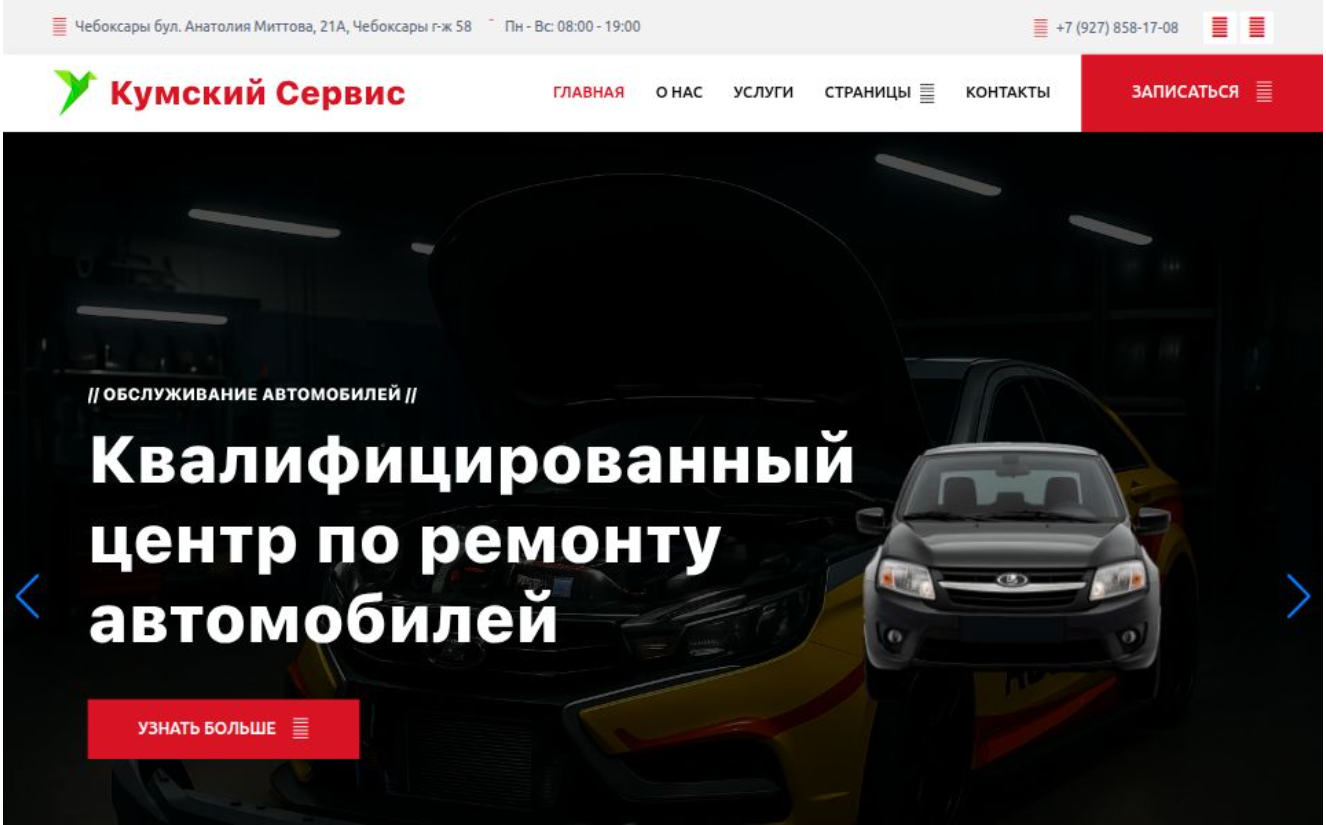 Чебоксары бул. Анатолия Миттова, 21А, Чебоксары г-ж 58
Пн - Вс: 08:00 - 19:00
+7 (927) 858-17-08
Кумский Сервис
ГЛАВНАЯ
О НАС
УСЛУГИ
СТРАНИЦЫ
КОНТАКТЫ
ЗАПИСАТЬСЯ
// ОБСЛУЖИВАНИЕ АВТОМОБИЛЕЙ //
Квалифицированный
центр по ремонту
автомобилей
УЗНАТЬ БОЛЬШЕ